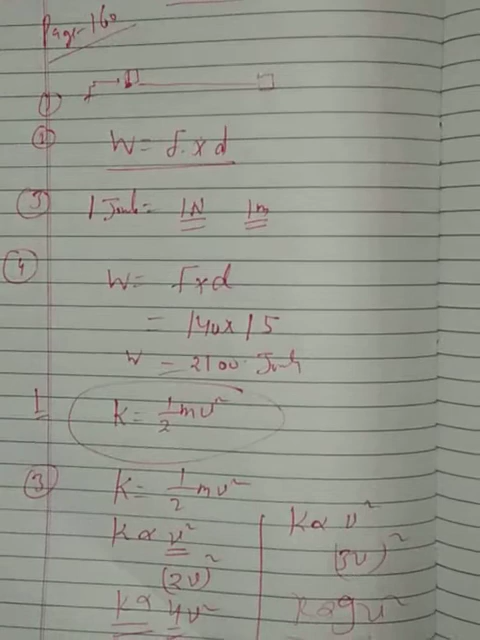 Page-160
①
② W = F. x d
③ 1 Joule = 1N 1m
④ W = F x d
= 140 x 15
W = 2100 Joule
1 K = 1/2 mv²
③ K = 1/2 mv²
K ∝ v²
(2v)²
K ∝ 4v²
K ∝ v²
(3v)²
K ∝ 9v²